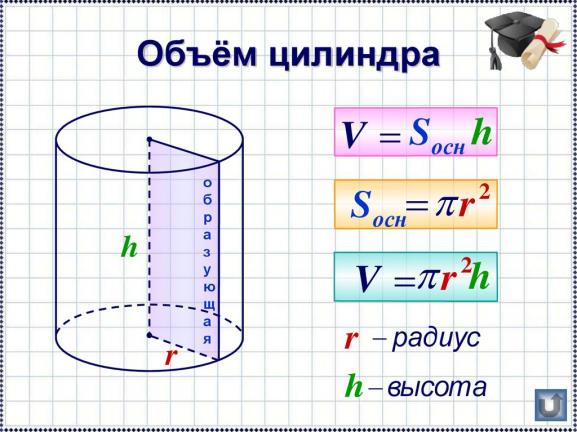 Объём цилиндра
V = Sосн h
Sосн = πr²
V = πr²h
h
образующая
r
r – радиус
h – высота